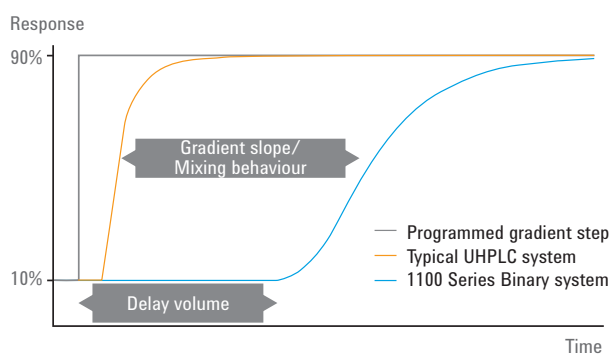 Response
90%
Gradient slope/
Mixing behaviour
Programmed gradient step
Typical UHPLC system
1100 Series Binary system
10%
Delay volume
Time